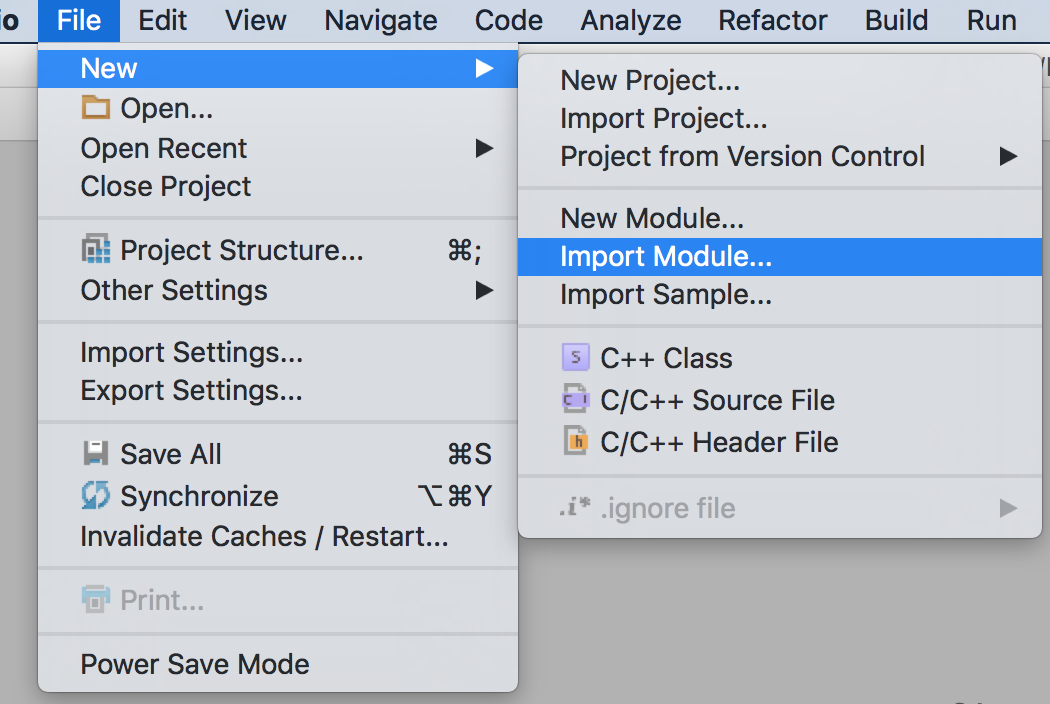 io File Edit View Navigate Code Analyze Refactor Build Run
New
Open...
Open Recent
Close Project
Project Structure... ⌘;
Other Settings
Import Settings...
Export Settings...
Save All ⌘S
Synchronize ⌥⌘Y
Invalidate Caches / Restart...
Print...
Power Save Mode
New Project...
Import Project...
Project from Version Control
New Module...
Import Module...
Import Sample...
S C++ Class
C/C++ Source File
h C/C++ Header File
.i* .ignore file